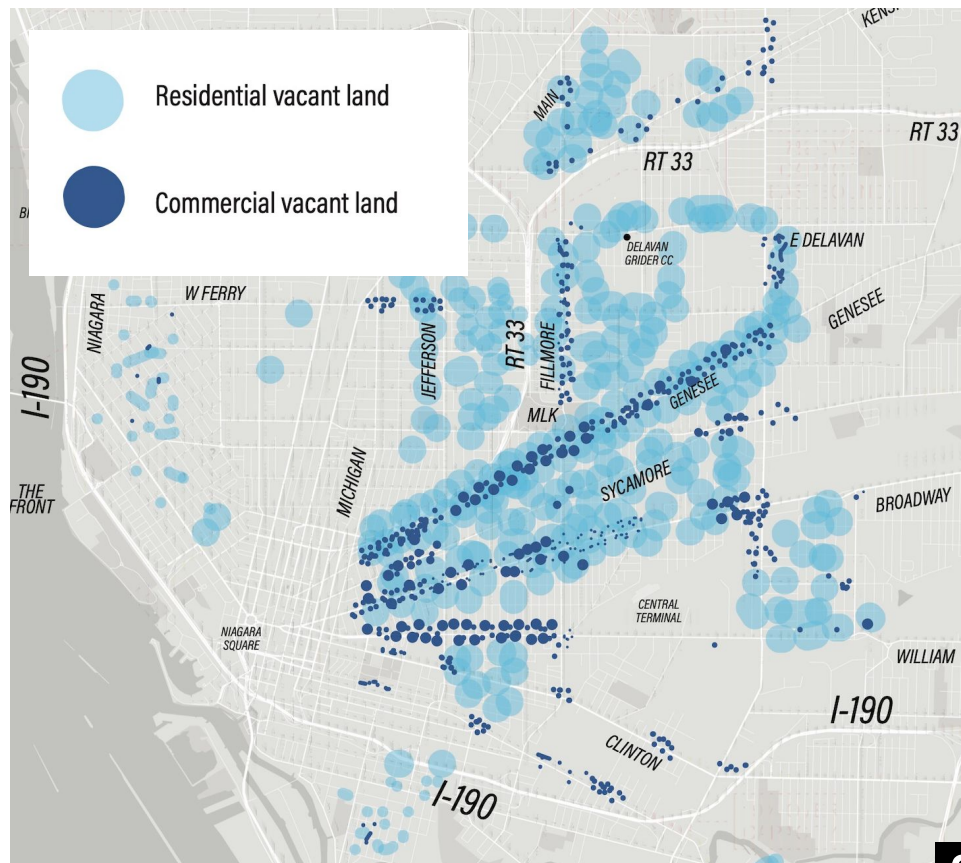 KENS
Residential vacant land
MAIN
RT 33
RT 33
Commercial vacant land
E DELAVAN
DELAVAN
GRIDER CC
W FERRY
NIAGARA
GENESEE
JEFFERSON
RT 33
FILLMORE
I-190
GENESEE
MLK
MICHIGAN
SYCAMORE
THE
FRONT
BROADWAY
CENTRAL
TERMINAL
NIAGARA
SQUARE
WILLIAM
I-190
CLINTON
I-190